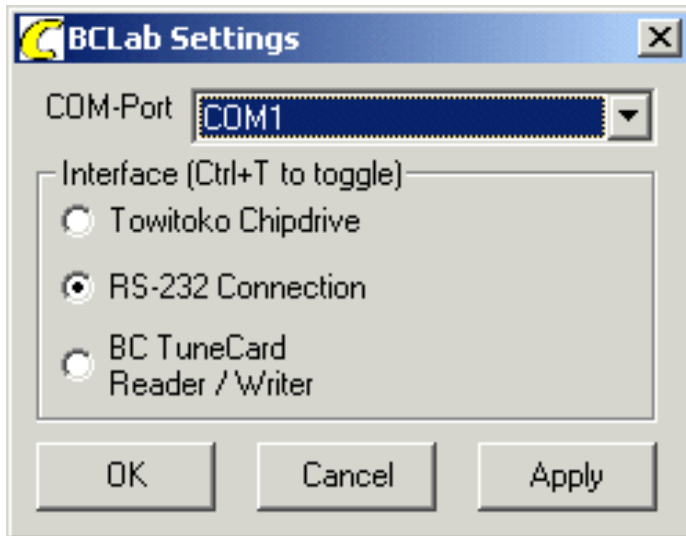 BCLab Settings
COM-Port COM1
Interface (Ctrl+T to toggle)
Towitoko Chipdrive
RS-232 Connection
BC TuneCard
Reader / Writer
OK Cancel Apply